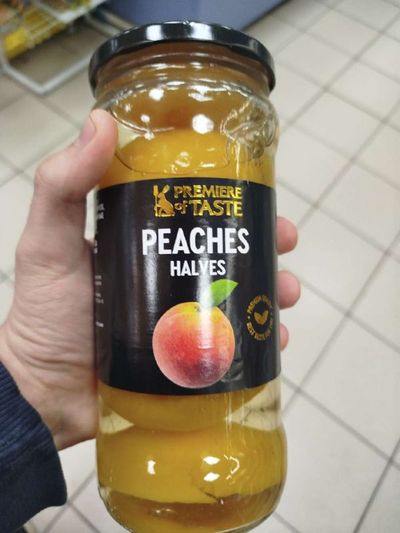 PREMIERE
of TASTE
PEACHES
HALVES